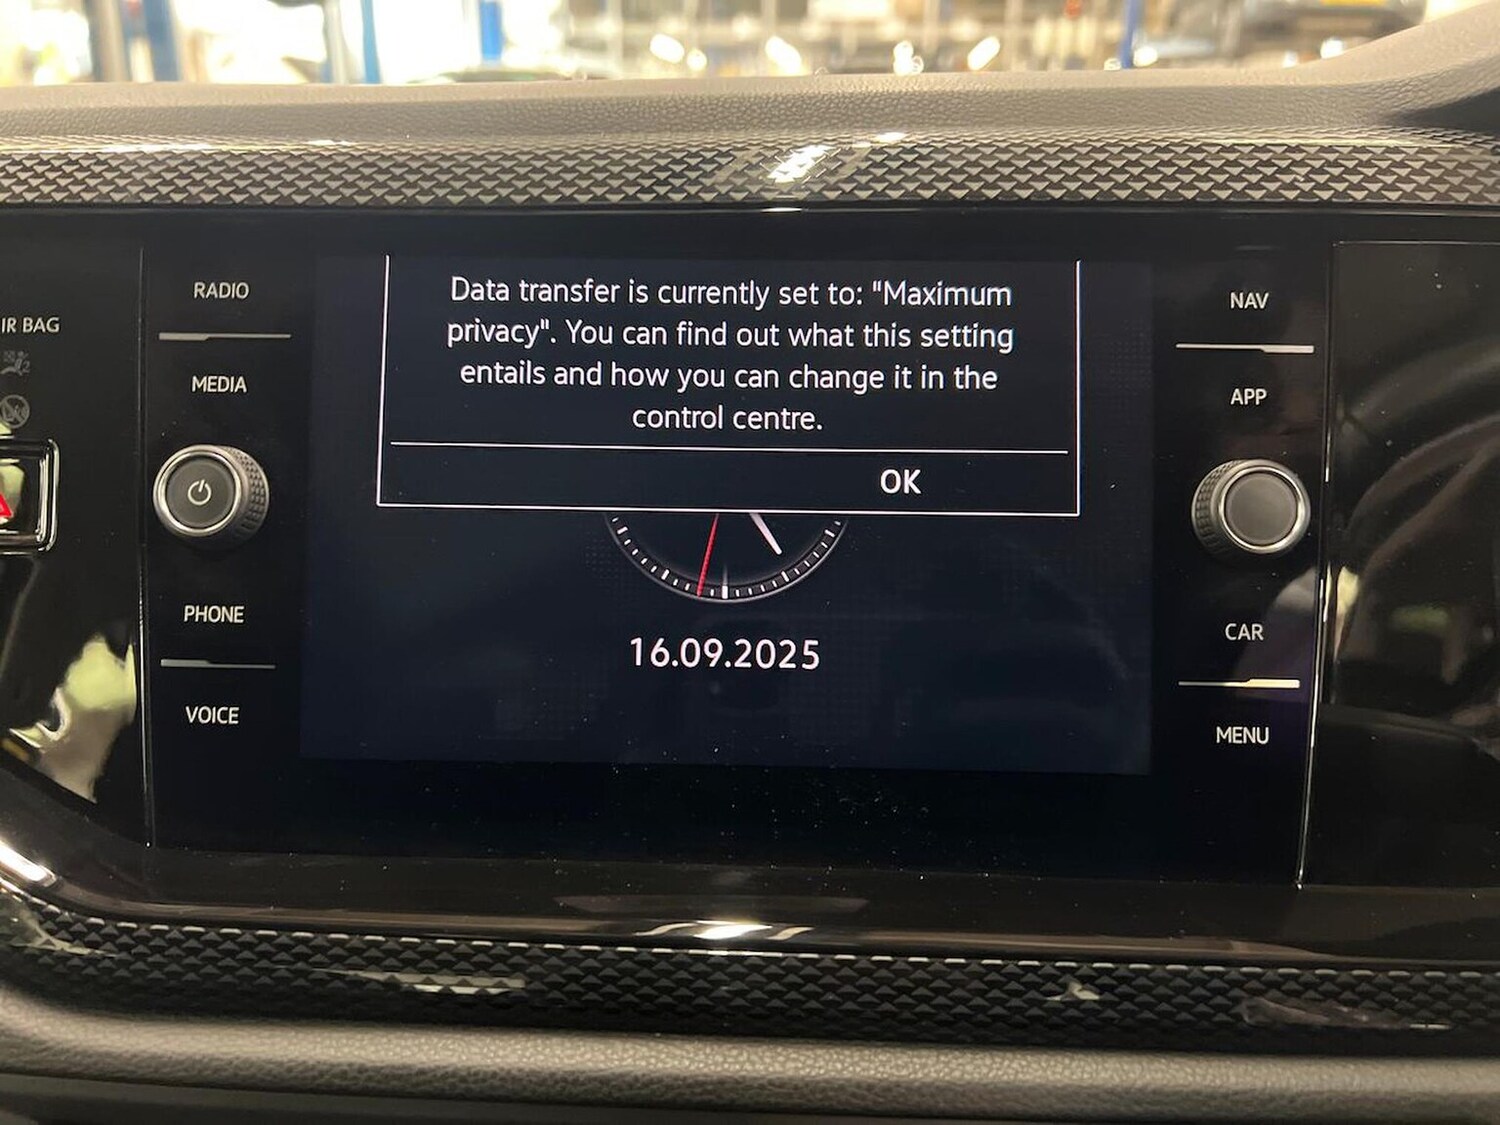 RADIO
IR BAG
MEDIA
PHONE
VOICE
Data transfer is currently set to: "Maximum
privacy". You can find out what this setting
entails and how you can change it in the
control centre.
OK
16.09.2025
NAV
APP
CAR
MENU